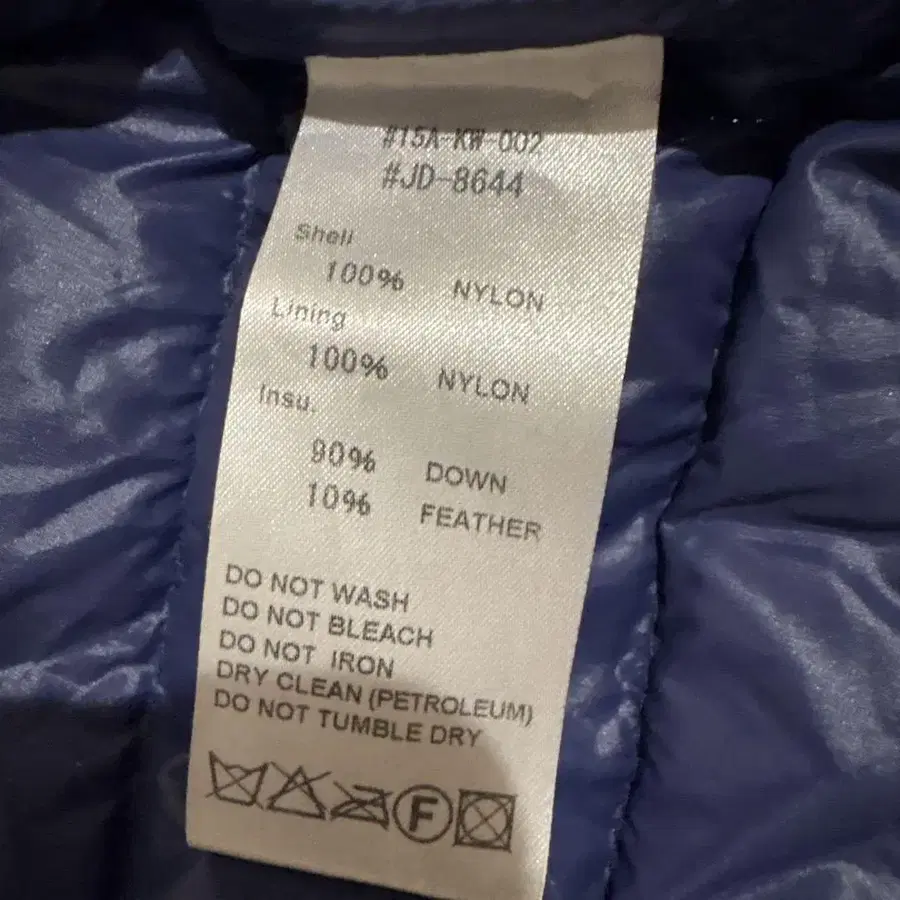 #15A-KW-002
#JD-8644
Shell
100% NYLON
Lining
100% NYLON
Insu.
90% DOWN
10% FEATHER
DO NOT WASH
DO NOT BLEACH
DO NOT IRON
DRY CLEAN (PETROLEUM)
DO NOT TUMBLE DRY
F